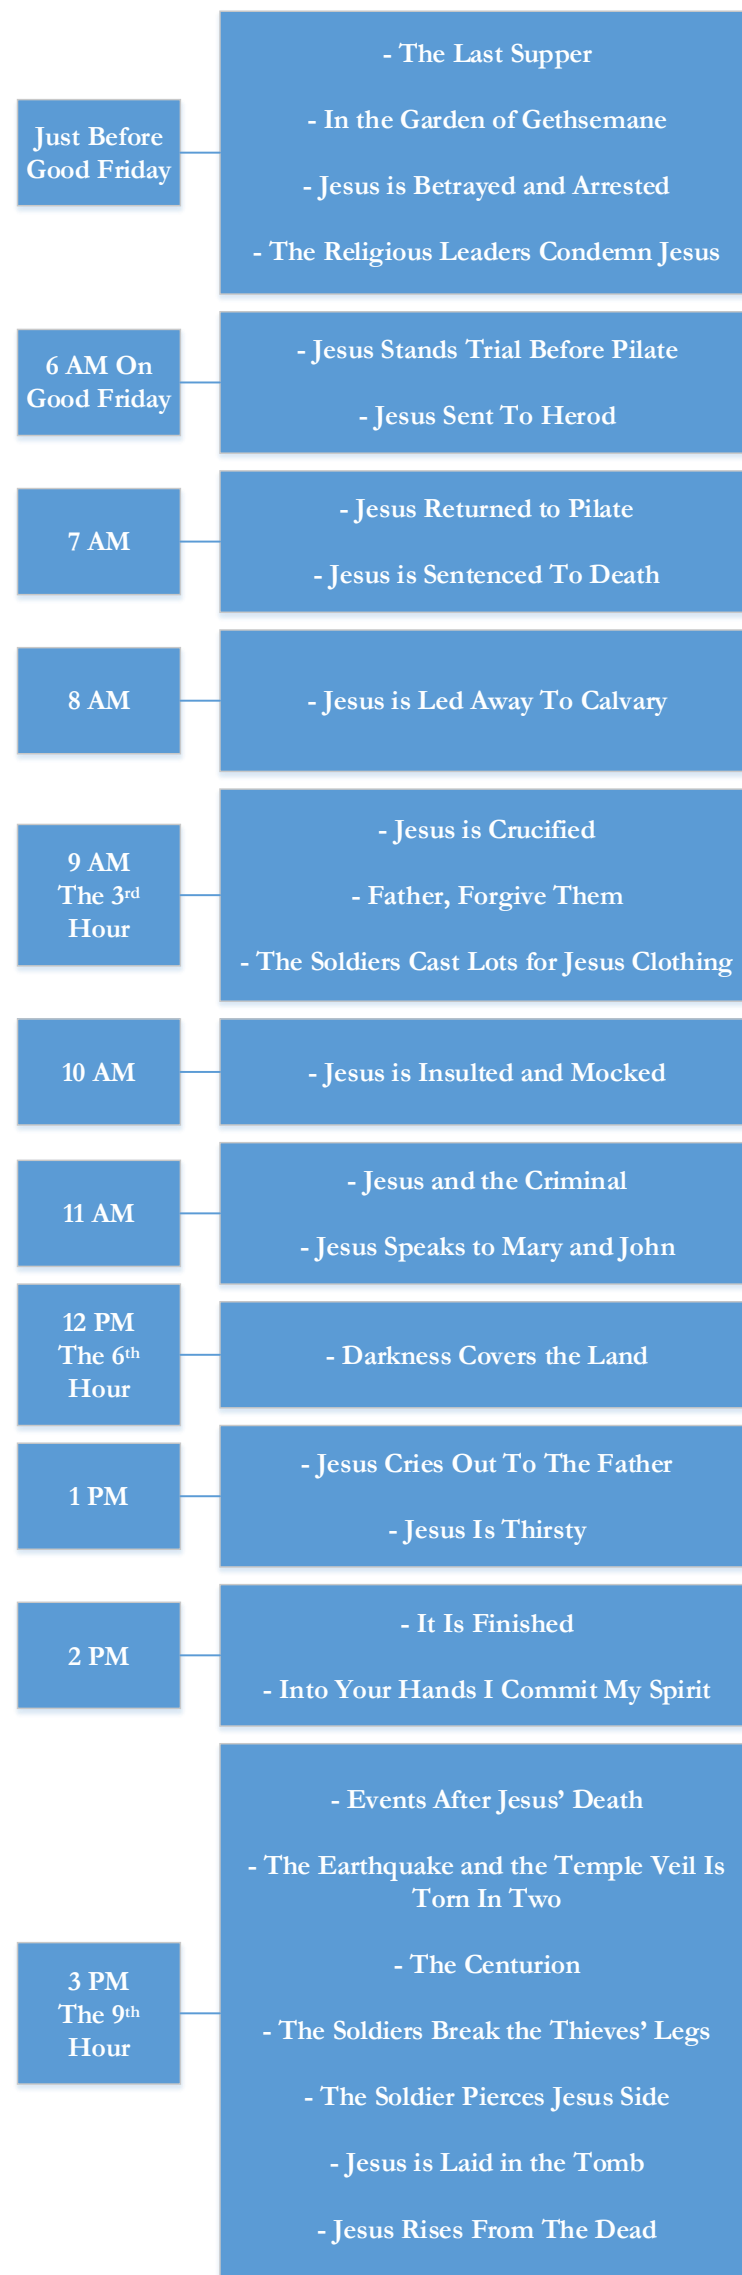 Just Before
Good Friday
- The Last Supper
- In the Garden of Gethsemane
- Jesus is Betrayed and Arrested
- The Religious Leaders Condemn Jesus
6 AM On
Good Friday
- Jesus Stands Trial Before Pilate
- Jesus Sent To Herod
7 AM
- Jesus Returned to Pilate
- Jesus is Sentenced To Death
8 AM
- Jesus is Led Away To Calvary
9 AM
The 3rd
Hour
- Jesus is Crucified
- Father, Forgive Them
- The Soldiers Cast Lots for Jesus Clothing
10 AM
- Jesus is Insulted and Mocked
11 AM
- Jesus and the Criminal
- Jesus Speaks to Mary and John
12 PM
The 6th
Hour
- Darkness Covers the Land
1 PM
- Jesus Cries Out To The Father
- Jesus Is Thirsty
2 PM
- It Is Finished
- Into Your Hands I Commit My Spirit
3 PM
The 9th
Hour
- Events After Jesus’ Death
- The Earthquake and the Temple Veil Is
Torn In Two
- The Centurion
- The Soldiers Break the Thieves’ Legs
- The Soldier Pierces Jesus Side
- Jesus is Laid in the Tomb
- Jesus Rises From The Dead